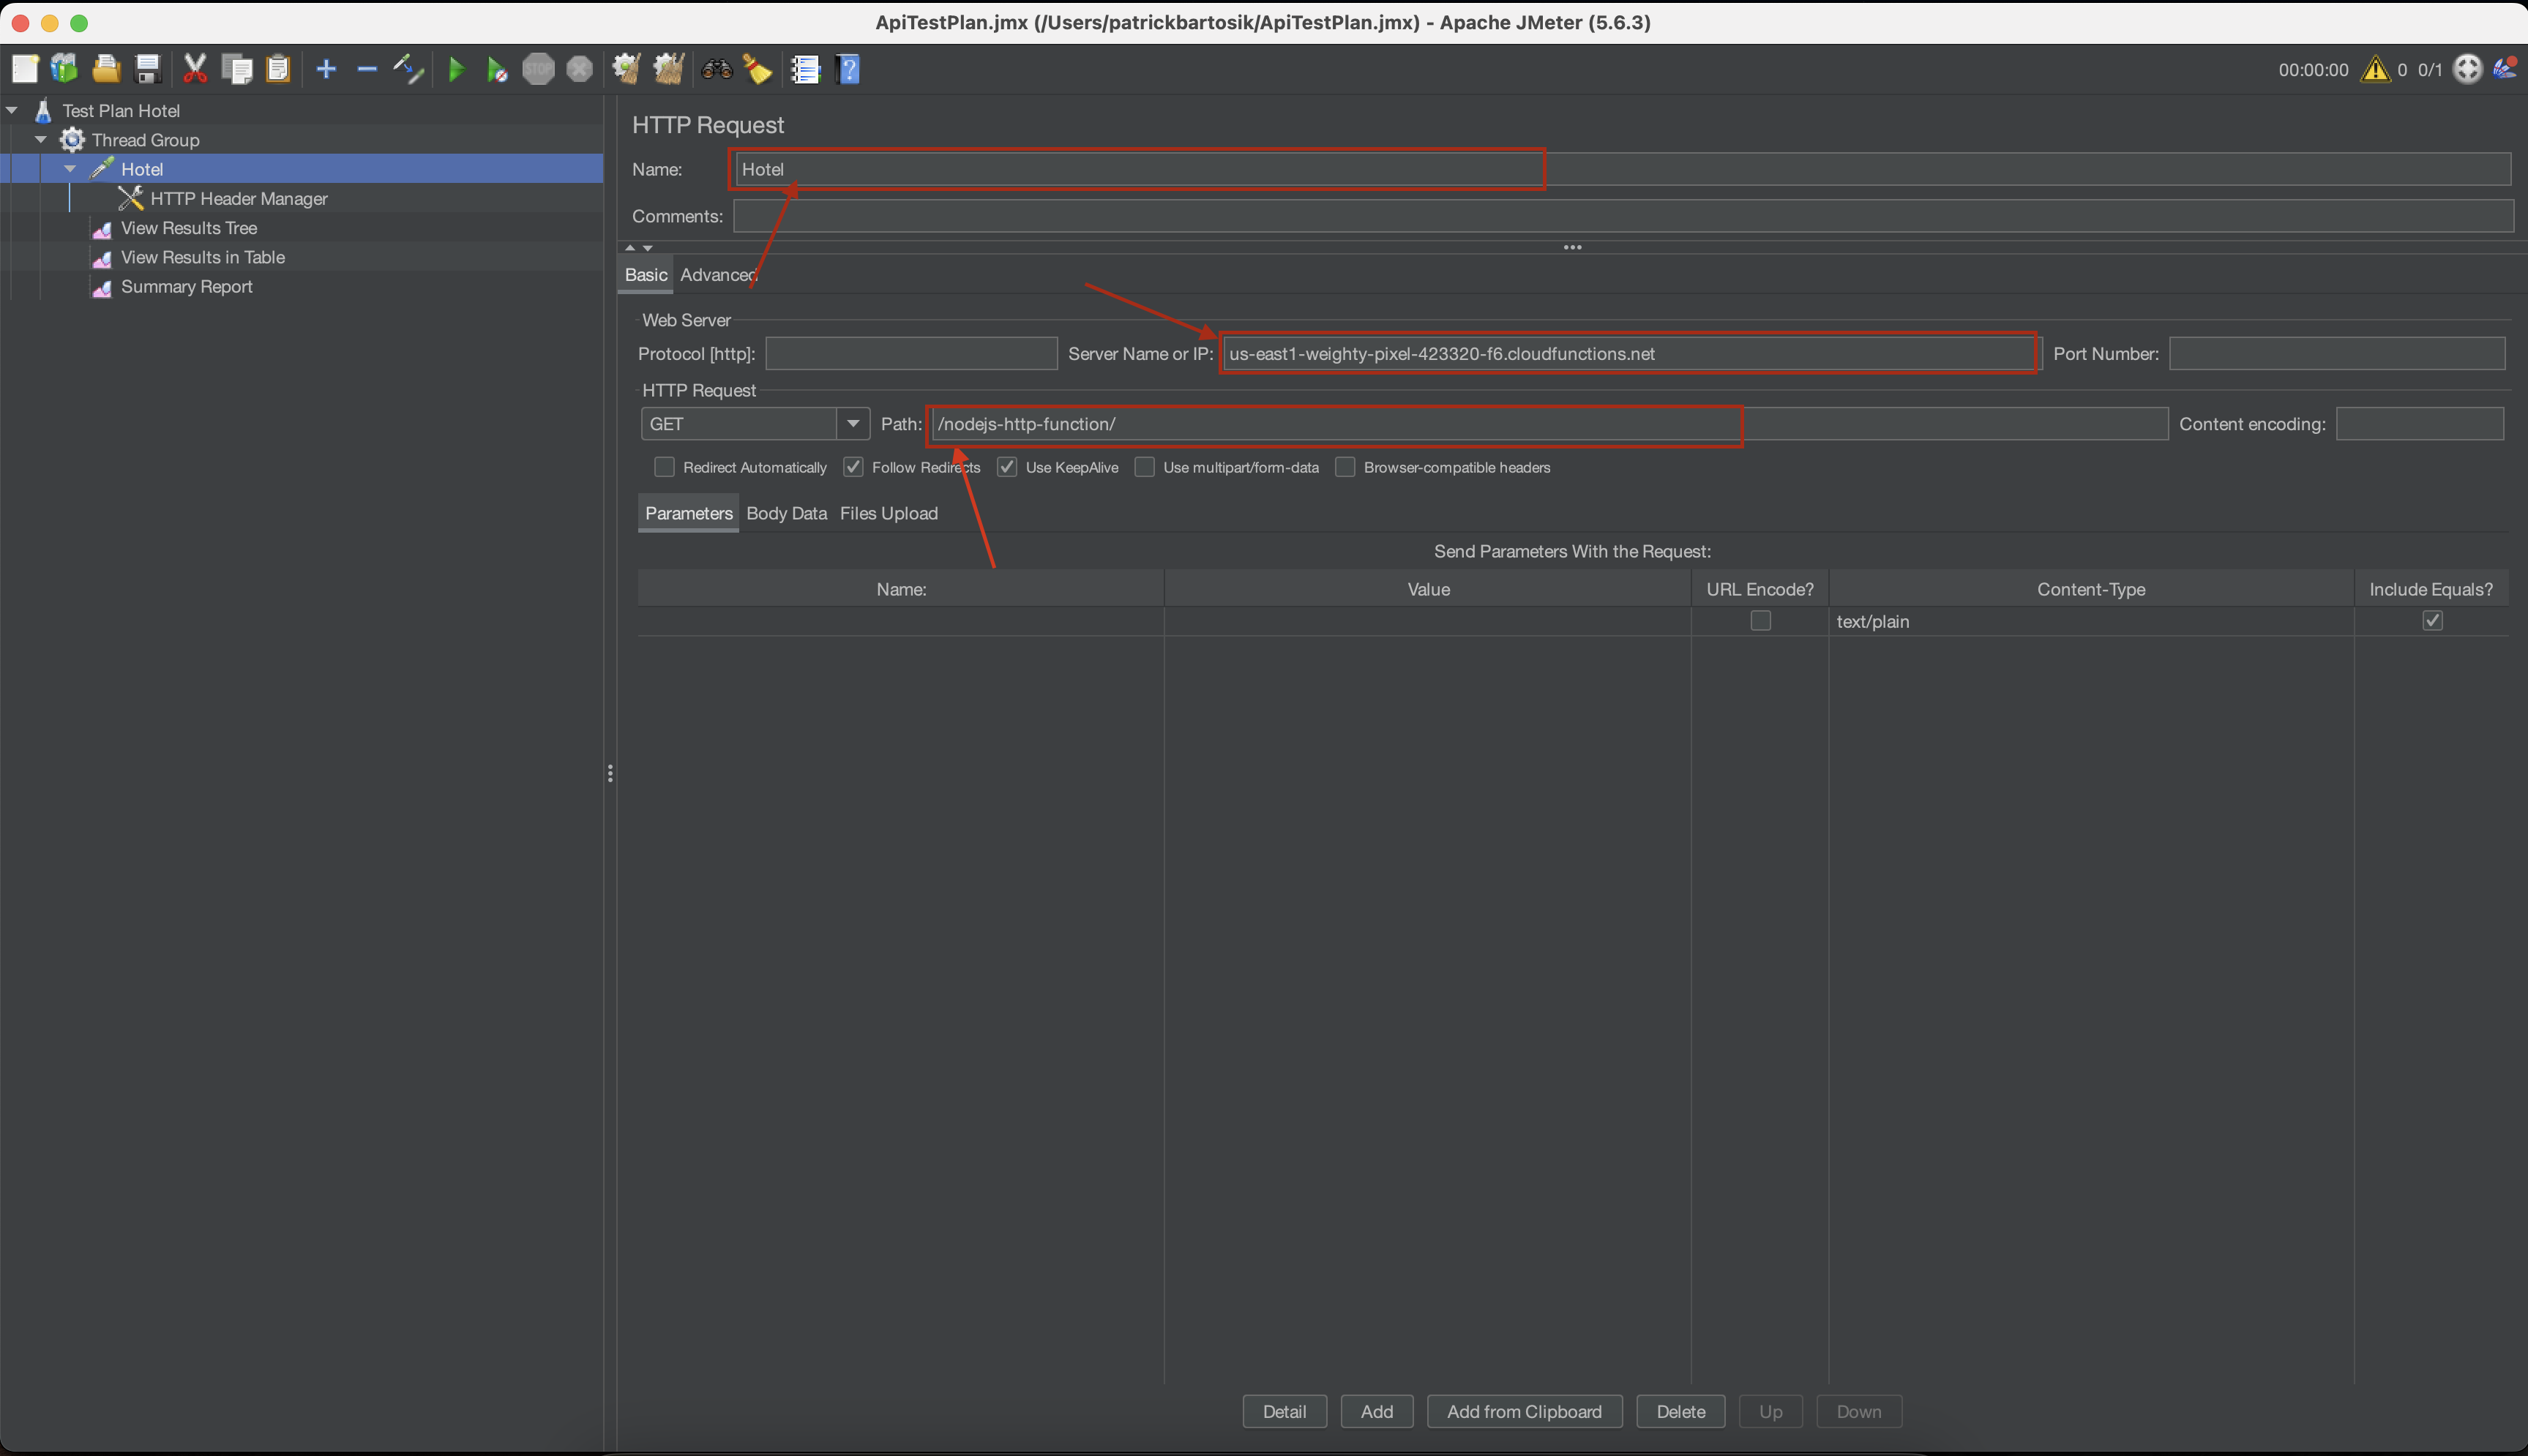 ApiTestPlan.jmx (/Users/patrickbartosik/ApiTestPlan.jmx) - Apache JMeter (5.6.3)
STOP
?
00:00:00 0 0/1
Test Plan Hotel
Thread Group
Hotel
HTTP Header Manager
View Results Tree
View Results in Table
Summary Report
HTTP Request
Name: Hotel
Comments:
Basic Advanced
Web Server
Protocol [http]: Server Name or IP: us-east1-weighty-pixel-423320-f6.cloudfunctions.net Port Number:
HTTP Request
GET Path: /nodejs-http-function/ Content encoding:
Redirect Automatically Follow Redirects Use KeepAlive Use multipart/form-data Browser-compatible headers
Parameters Body Data Files Upload
Send Parameters With the Request:
Name: Value URL Encode? Content-Type Include Equals?
text/plain
Detail Add Add from Clipboard Delete Up Down